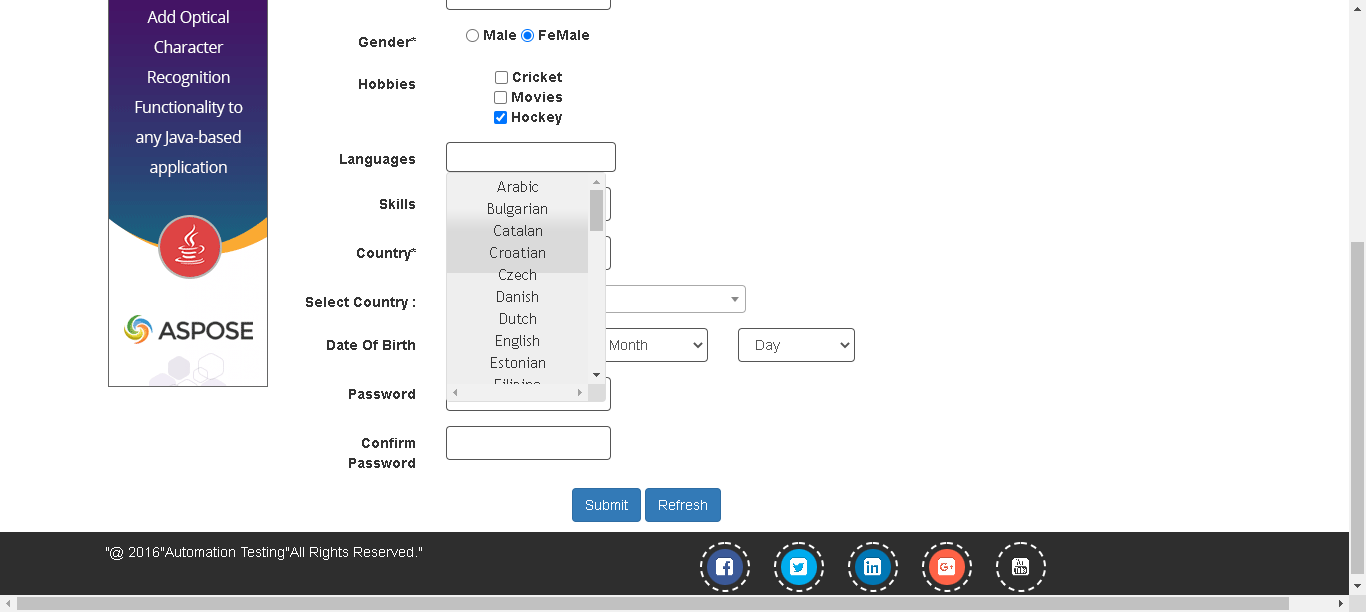 Add Optical
Character
Recognition
Functionality to
any Java-based
application
ASPOSE
Gender*
Male FeMale
Hobbies
Cricket
Movies
Hockey
Languages
Arabic
Bulgarian
Catalan
Croatian
Czech
Danish
Dutch
English
Estonian
Filipino
Skills
Country*
Select Country :
Date Of Birth
Month
Day
Password
Confirm
Password
Submit Refresh
"@ 2016"Automation Testing"All Rights Reserved."